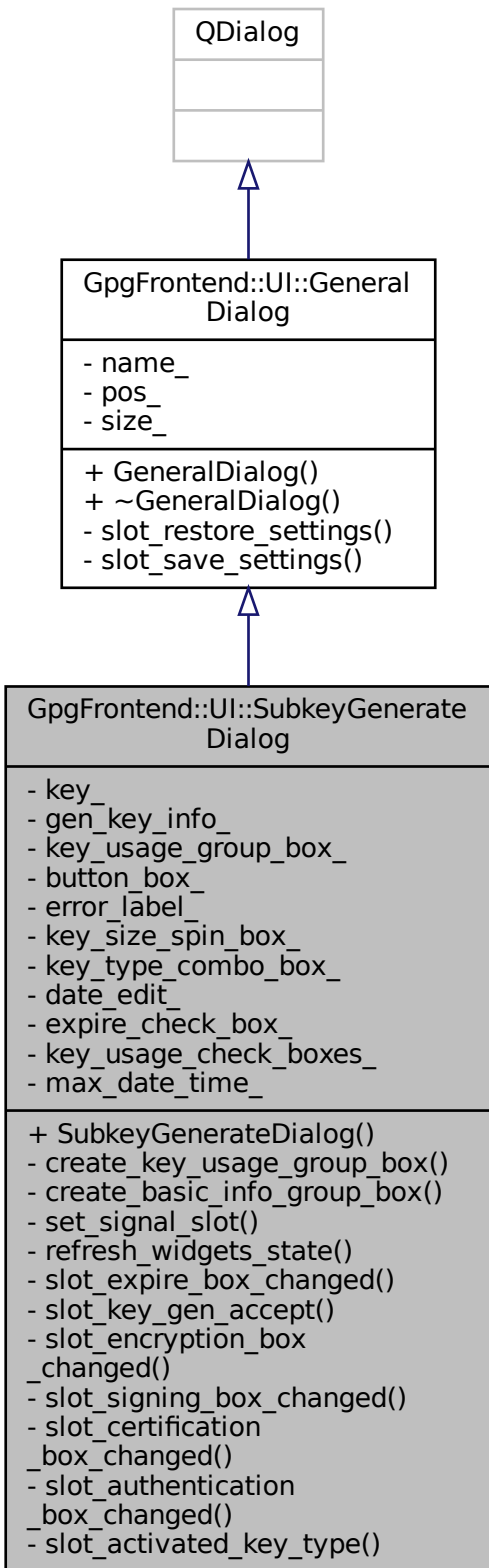 QDialog
GpgFrontend::UI::General
Dialog
- name_
- pos_
- size_
+ GeneralDialog()
+ ~GeneralDialog()
- slot_restore_settings()
- slot_save_settings()
GpgFrontend::UI::SubkeyGenerate
Dialog
- key_
- gen_key_info_
- key_usage_group_box_
- button_box_
- error_label_
- key_size_spin_box_
- key_type_combo_box_
- date_edit_
- expire_check_box_
- key_usage_check_boxes_
- max_date_time_
+ SubkeyGenerateDialog()
- create_key_usage_group_box()
- create_basic_info_group_box()
- set_signal_slot()
- refresh_widgets_state()
- slot_expire_box_changed()
- slot_key_gen_accept()
- slot_encryption_box
_changed()
- slot_signing_box_changed()
- slot_certification
_box_changed()
- slot_authentication
_box_changed()
- slot_activated_key_type()